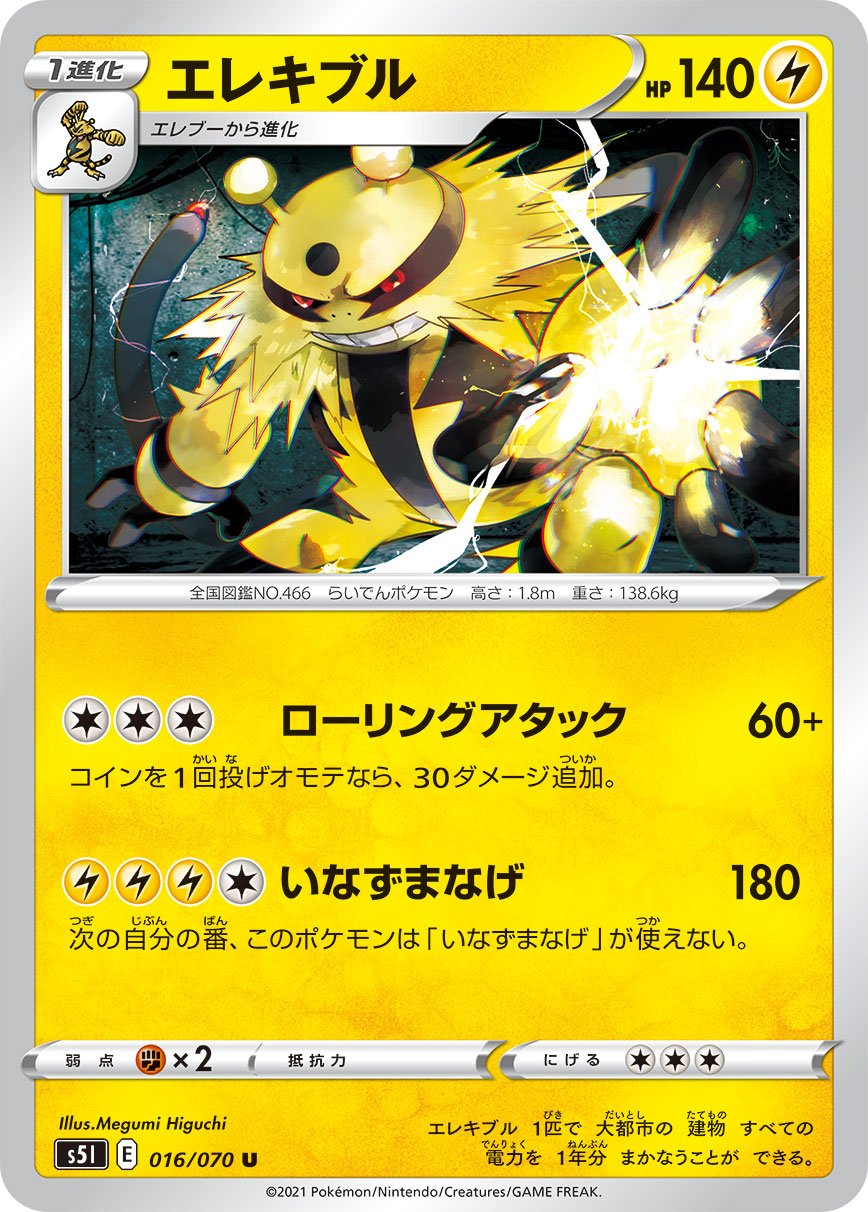 1進化
エレキブル
HP 140
エレブーから進化
全国図鑑NO.466 らいでんポケモン 高さ：1.8m 重さ：138.6kg
ローリングアタック 60+
コインを1回投げオモテなら、30ダメージ追加。
いなずまなげ 180
次の自分の番、このポケモンは「いなずまなげ」が使えない。
弱点 ×2 抵抗力 にげる
Illus.Megumi Higuchi
s5I E 016/070 U
エレキブル 1匹で 大都市の 建物 すべての
電力を 1年分 まかなうことが できる。
©2021 Pokémon/Nintendo/Creatures/GAME FREAK.